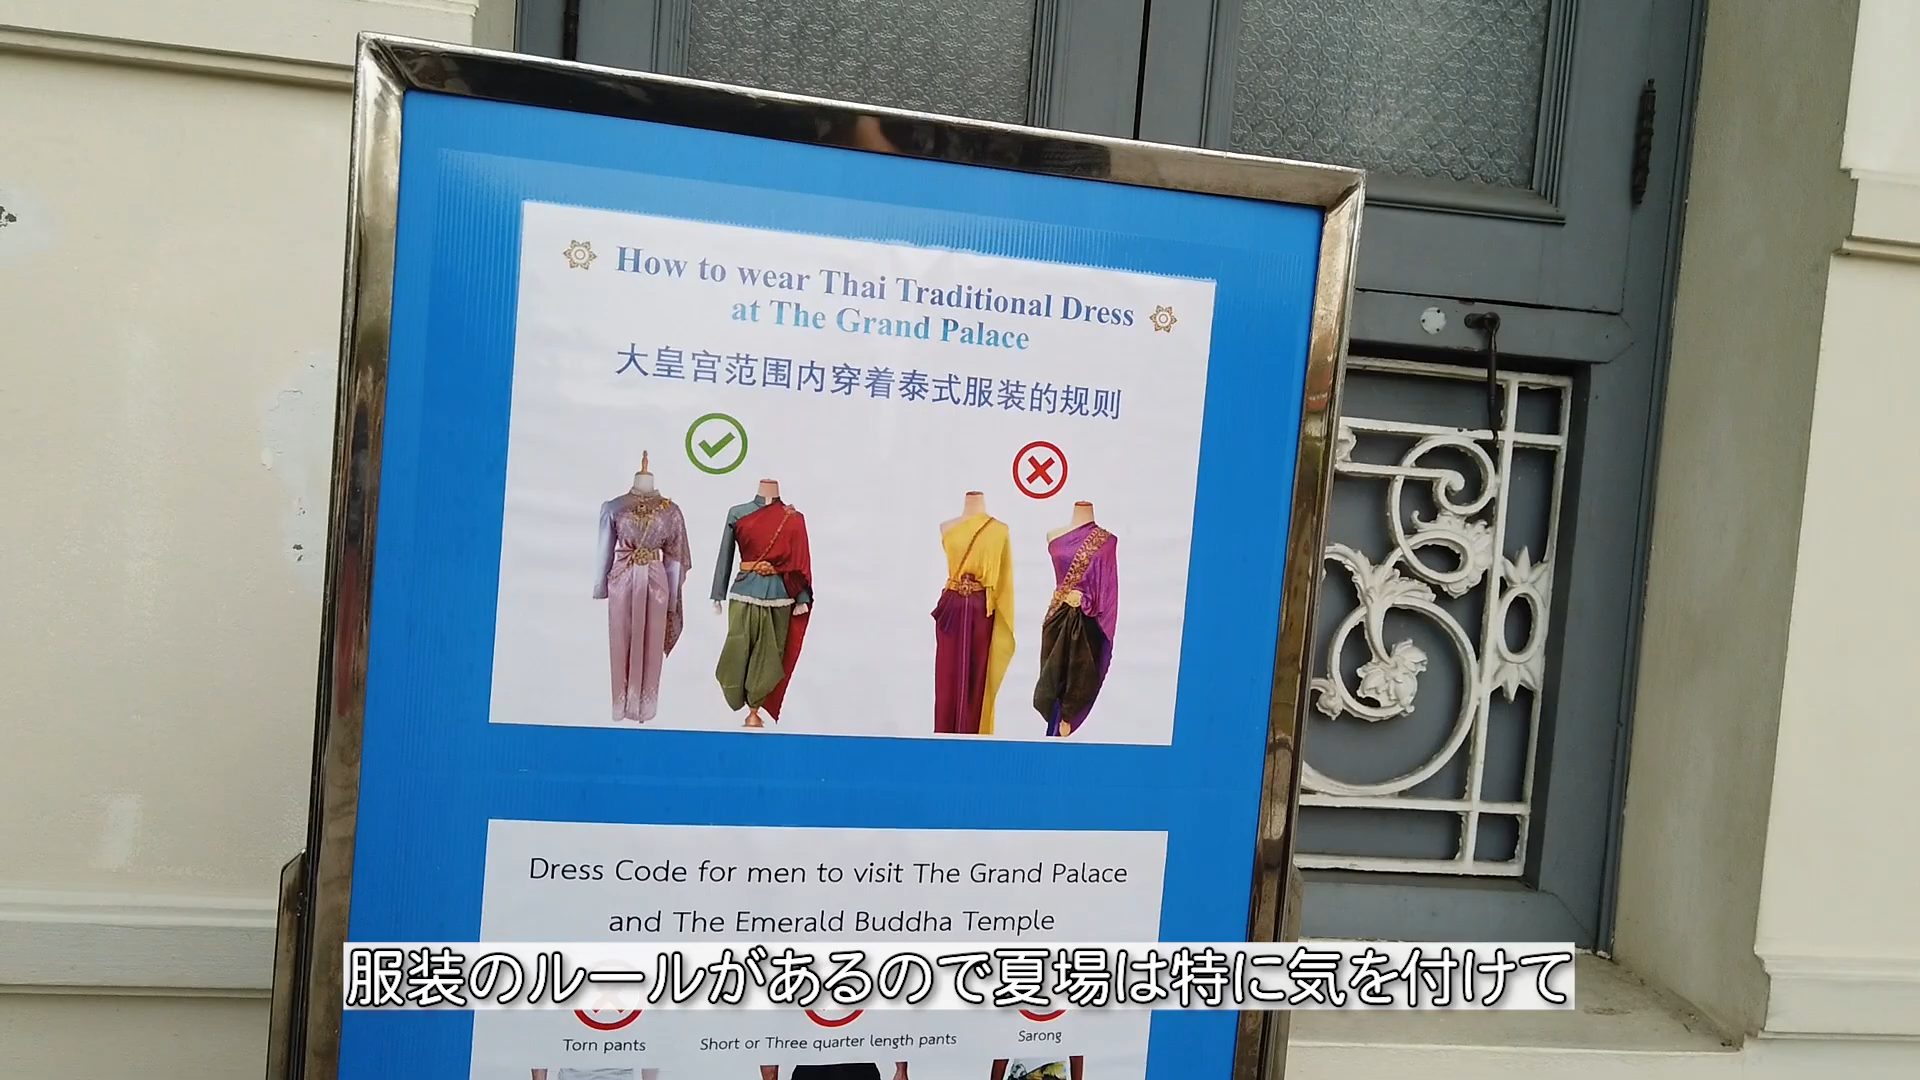 How to wear Thai Traditional Dress
at The Grand Palace
大皇宫范围内穿着泰式服装的规则
Dress Code for men to visit The Grand Palace
and The Emerald Buddha Temple
服装のルールがあるので夏場は特に気を付けて
Torn pants
Short or Three quarter length pants
Sarong